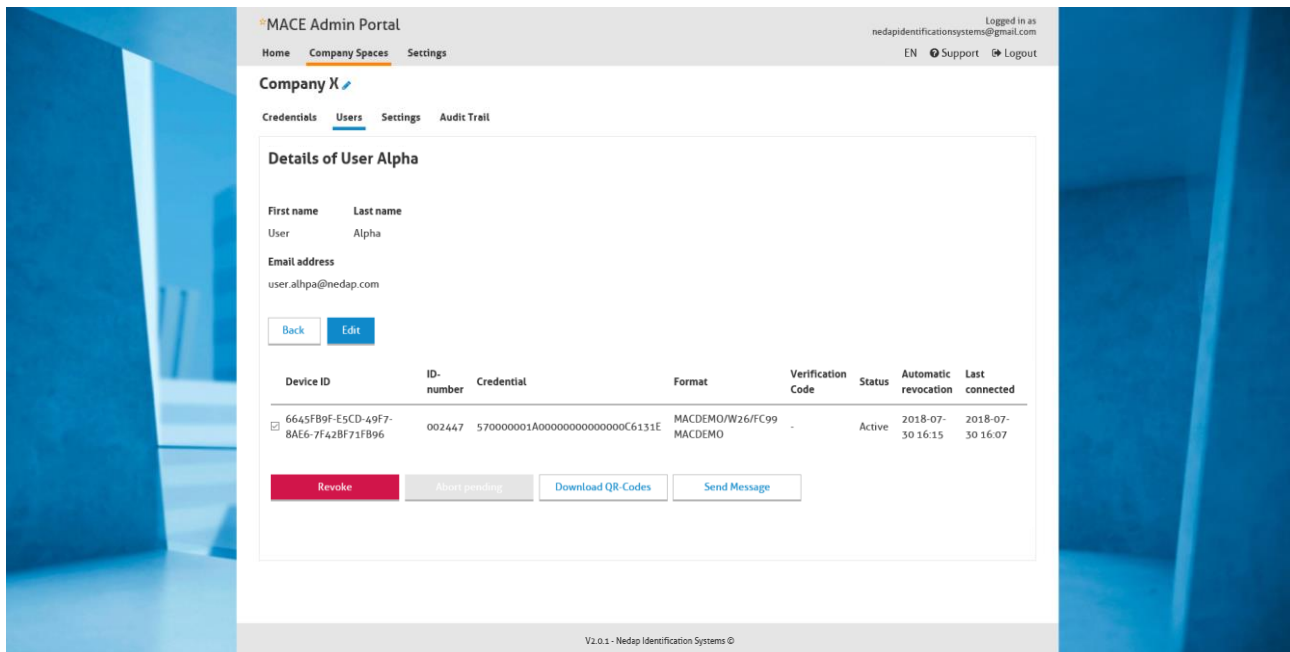 MACE Admin Portal
Logged in as
nedapidentificationsystems@gmail.com
Home Company Spaces Settings
EN Support Logout
Company X
Credentials Users Settings Audit Trail
Details of User Alpha
First name Last name
User Alpha
Email address
user.alhpa@nedap.com
Back Edit
Device ID ID-number Credential Format Verification Code Status Automatic revocation Last connected
6645FB9F-E5CD-49F7-8AE6-7F42BF71FB96 002447 570000001A00000000000000C6131E MACDEMO/W26/FC99 MACDEMO - Active 2018-07-30 16:15 2018-07-30 16:07
Revoke Abort pending Download QR-Codes Send Message
V2.0.1 - Nedap Identification Systems ©